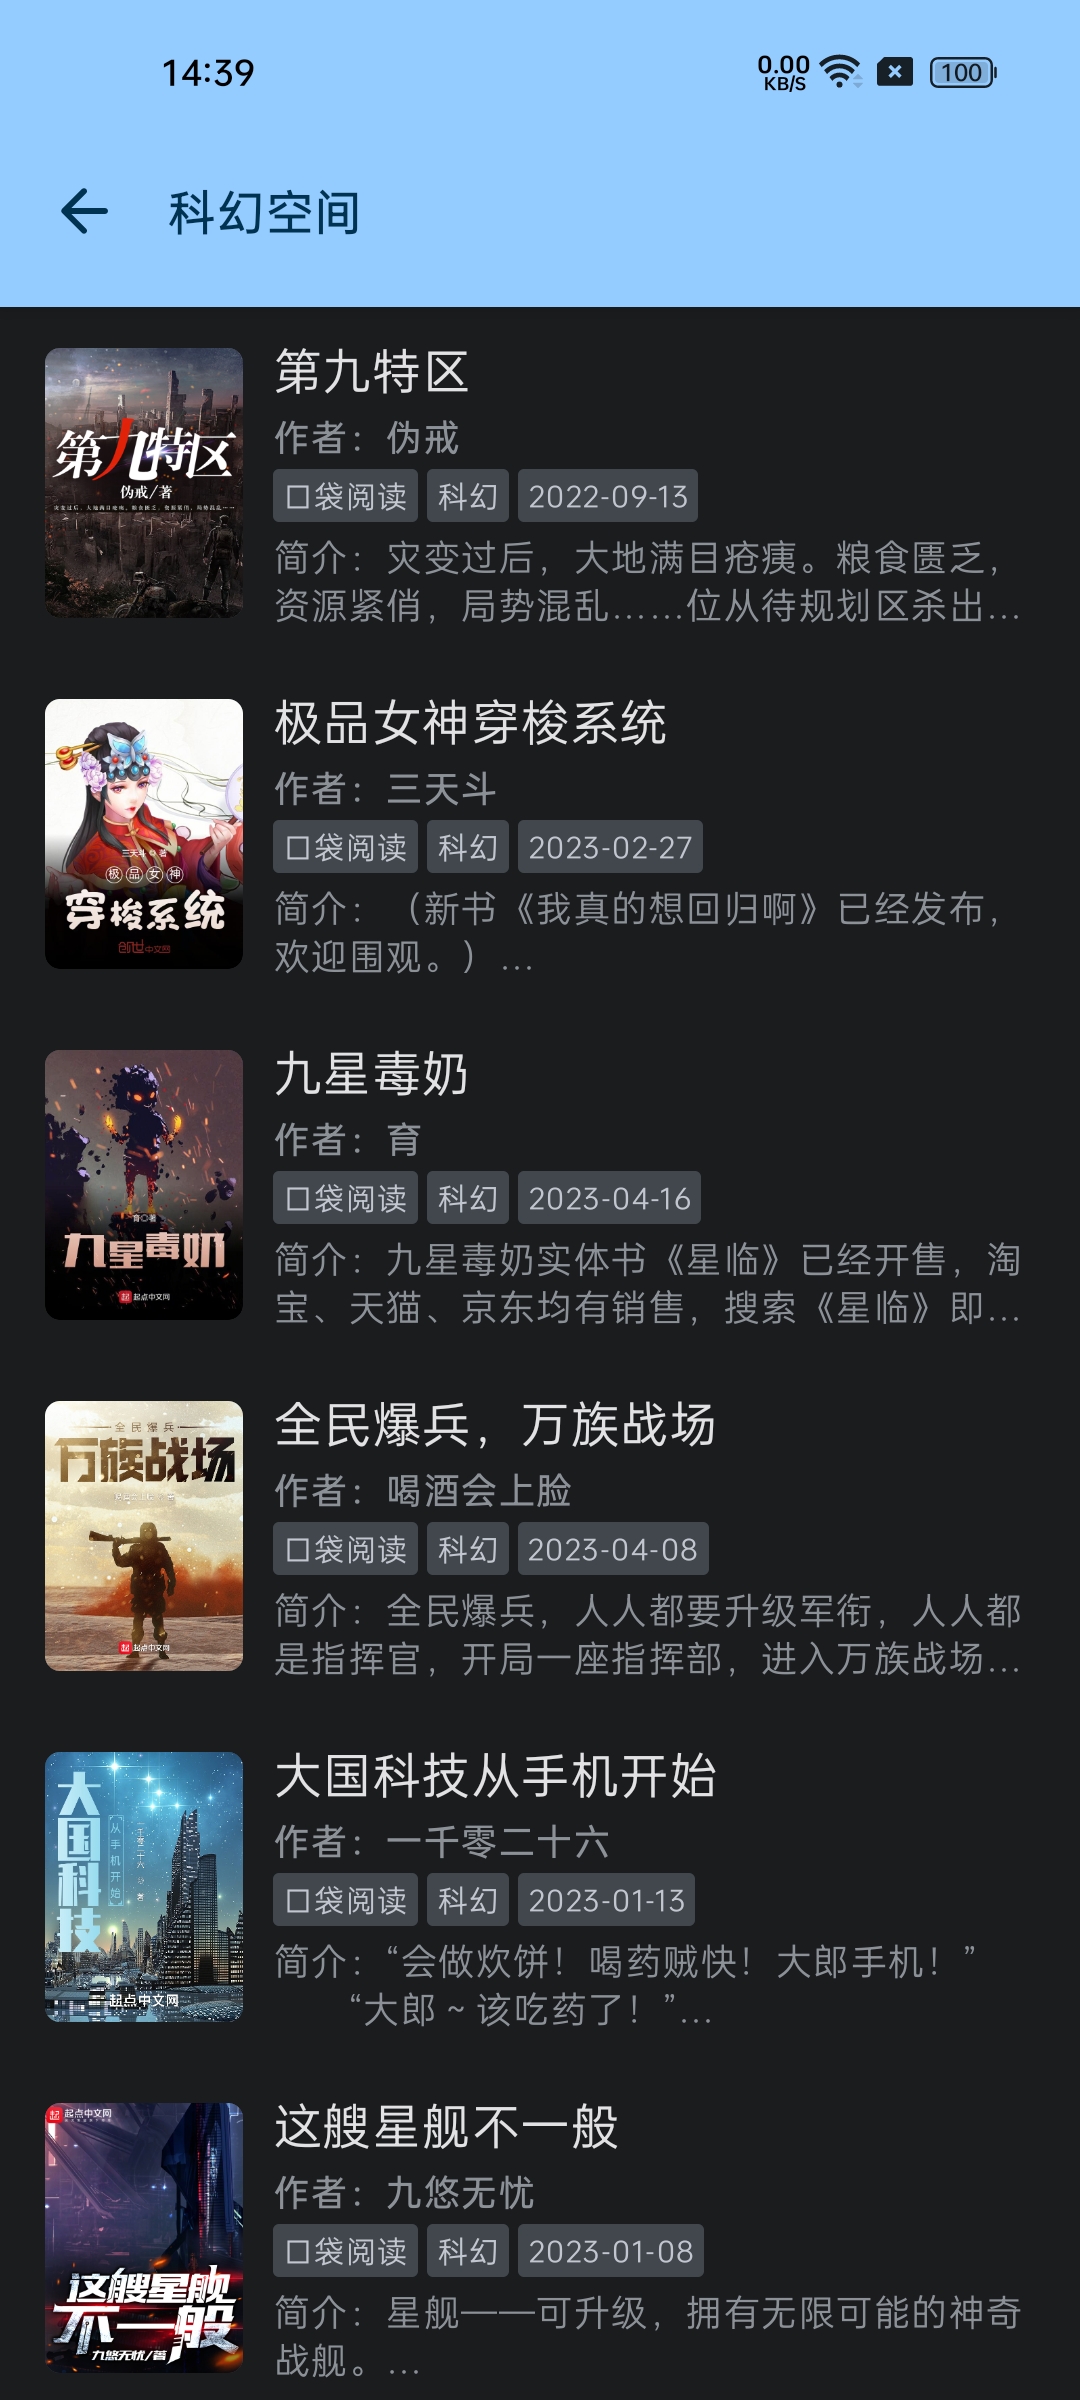 14:39
0.00
KB/S
100
科幻空间
第九特区
伪戒/著
第九特区
作者：伪戒
口袋阅读 科幻 2022-09-13
简介：灾变过后，大地满目疮痍。粮食匮乏，
资源紧俏，局势混乱……位从待规划区杀出...
三天斗 著
极品女神
穿梭系统
创世中文网
极品女神穿梭系统
作者：三天斗
口袋阅读 科幻 2023-02-27
简介：（新书《我真的想回归啊》已经发布，
欢迎围观。）...
育◎著
九星毒奶
起点中文网
九星毒奶
作者：育
口袋阅读 科幻 2023-04-16
简介：九星毒奶实体书《星临》已经开售，淘
宝、天猫、京东均有销售，搜索《星临》即...
全民爆兵
万族战场
起点中文网
全民爆兵，万族战场
作者：喝酒会上脸
口袋阅读 科幻 2023-04-08
简介：全民爆兵，人人都要升级军衔，人人都
是指挥官，开局一座指挥部，进入万族战场...
大国科技
从手机开始
一千零二十六 著
起点中文网
大国科技从手机开始
作者：一千零二十六
口袋阅读 科幻 2023-01-13
简介：“会做炊饼！喝药贼快！大郎手机！”
“大郎～该吃药了！”...
起点中文网
这艘星舰
不一般
九悠无忧/著
这艘星舰不一般
作者：九悠无忧
口袋阅读 科幻 2023-01-08
简介：星舰——可升级，拥有无限可能的神奇
战舰。...